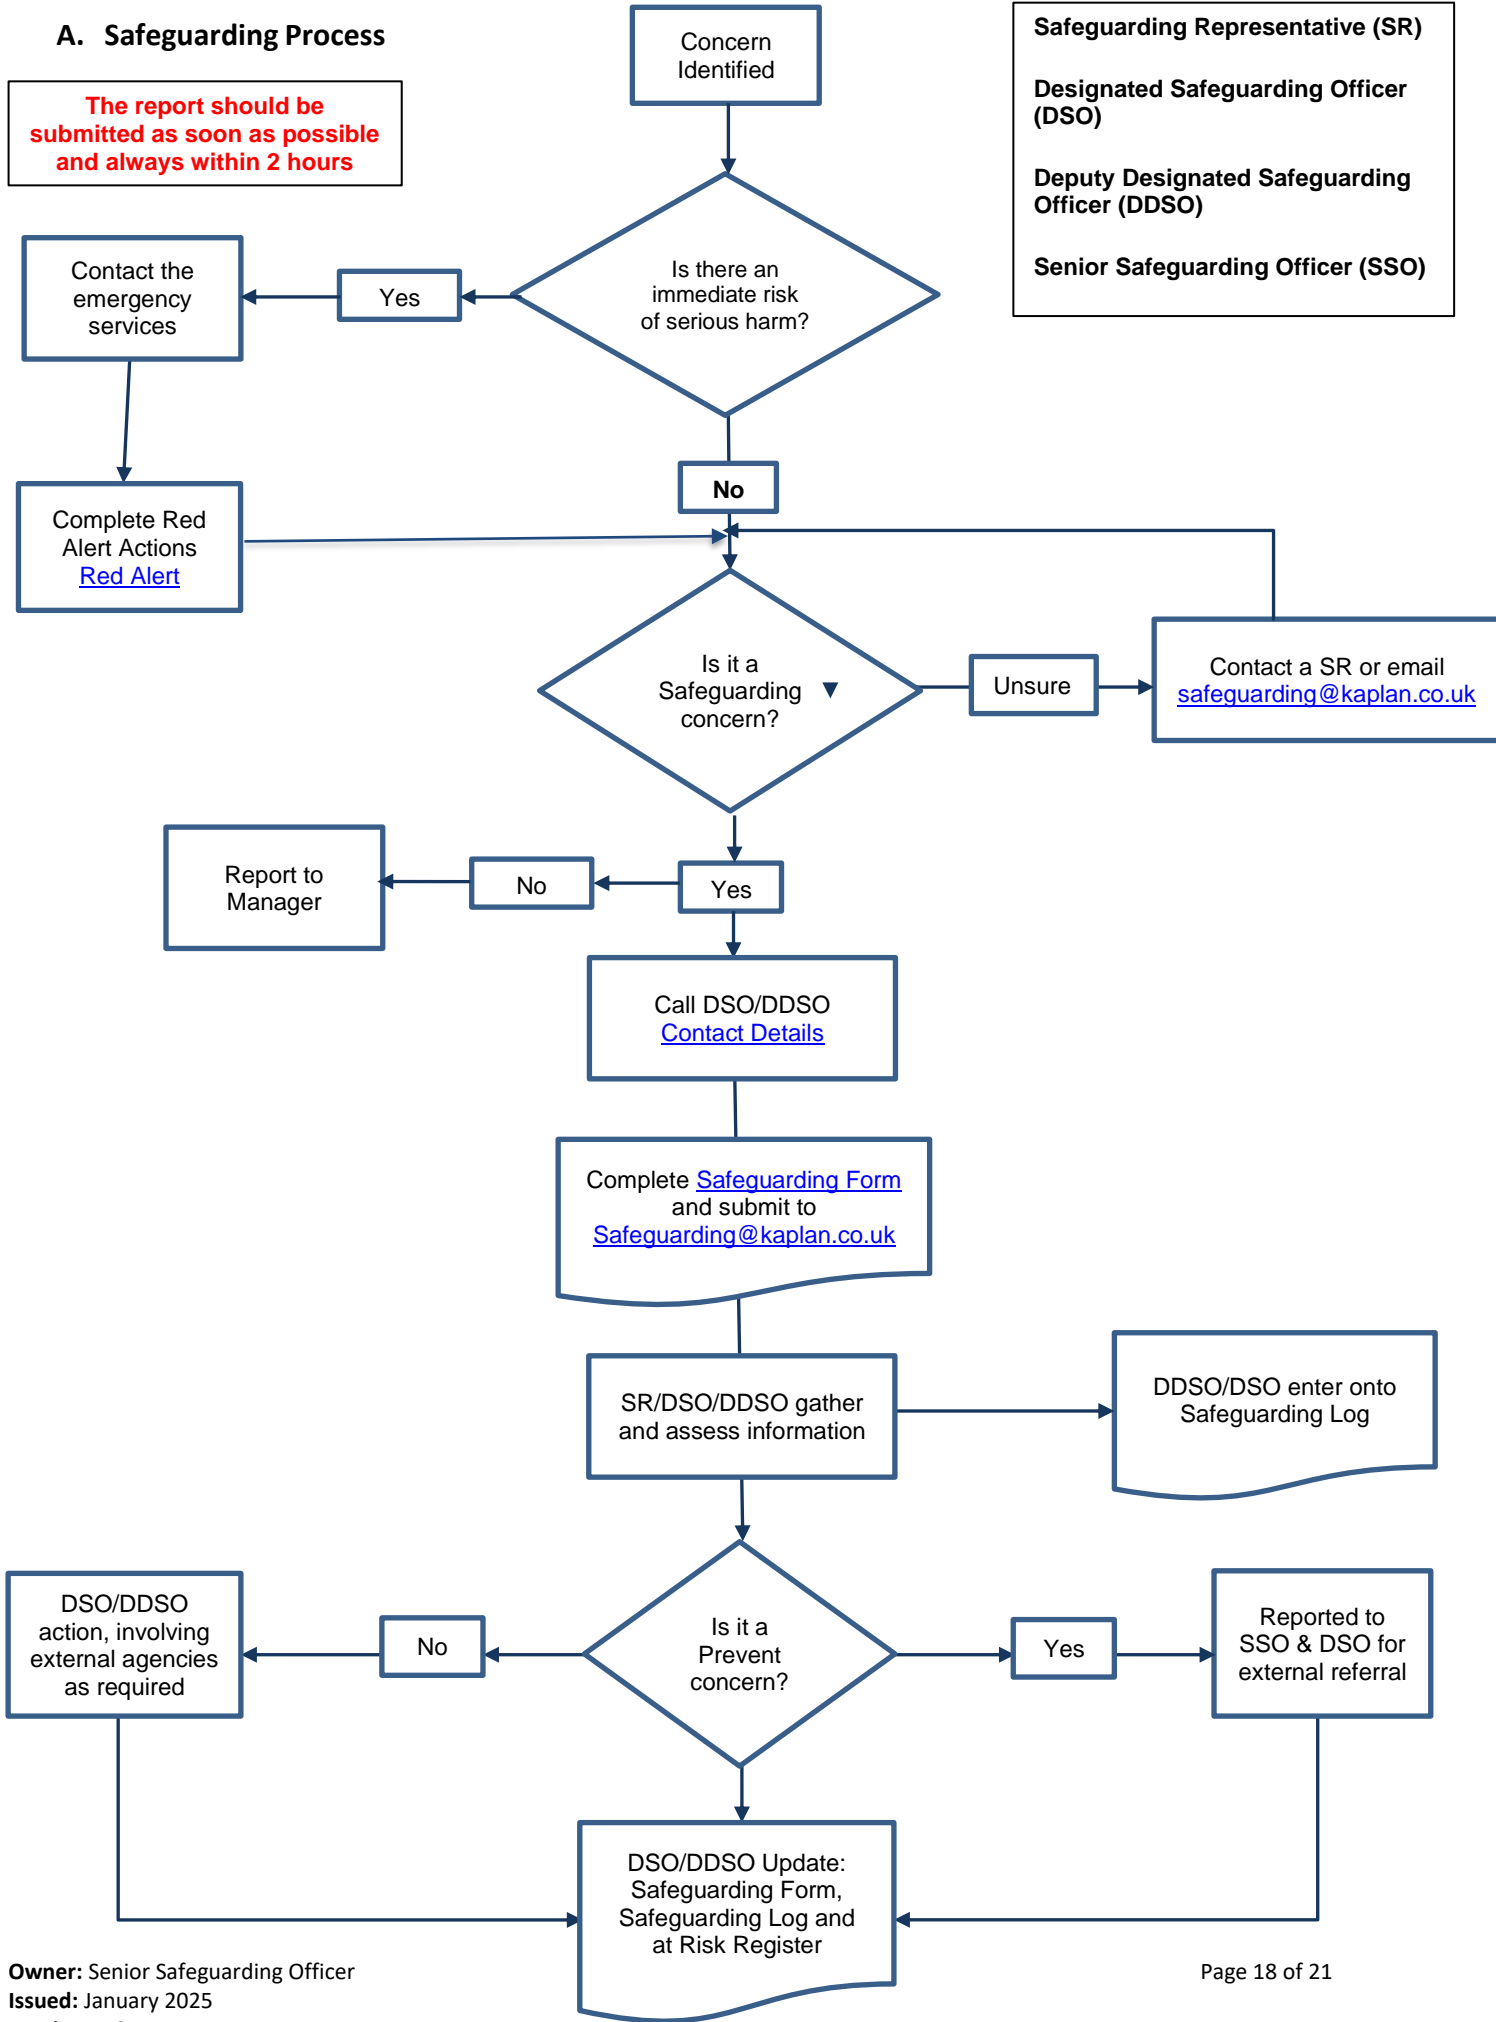 A. Safeguarding Process
The report should be
submitted as soon as possible
and always within 2 hours
Concern
Identified
Safeguarding Representative (SR)
Designated Safeguarding Officer
(DSO)
Deputy Designated Safeguarding
Officer (DDSO)
Senior Safeguarding Officer (SSO)
Is there an
immediate risk
of serious harm?
Yes
Contact the
emergency
services
No
Complete Red
Alert Actions
Red Alert
Is it a
Safeguarding
concern?
Unsure
Contact a SR or email
safeguarding@kaplan.co.uk
Report to
Manager
No
Yes
Call DSO/DDSO
Contact Details
Complete Safeguarding Form
and submit to
Safeguarding@kaplan.co.uk
SR/DSO/DDSO gather
and assess information
DDSO/DSO enter onto
Safeguarding Log
DSO/DDSO
action, involving
external agencies
as required
No
Is it a
Prevent
concern?
Yes
Reported to
SSO & DSO for
external referral
DSO/DDSO Update:
Safeguarding Form,
Safeguarding Log and
at Risk Register
Owner: Senior Safeguarding Officer
Page 18 of 21
Issued: January 2025